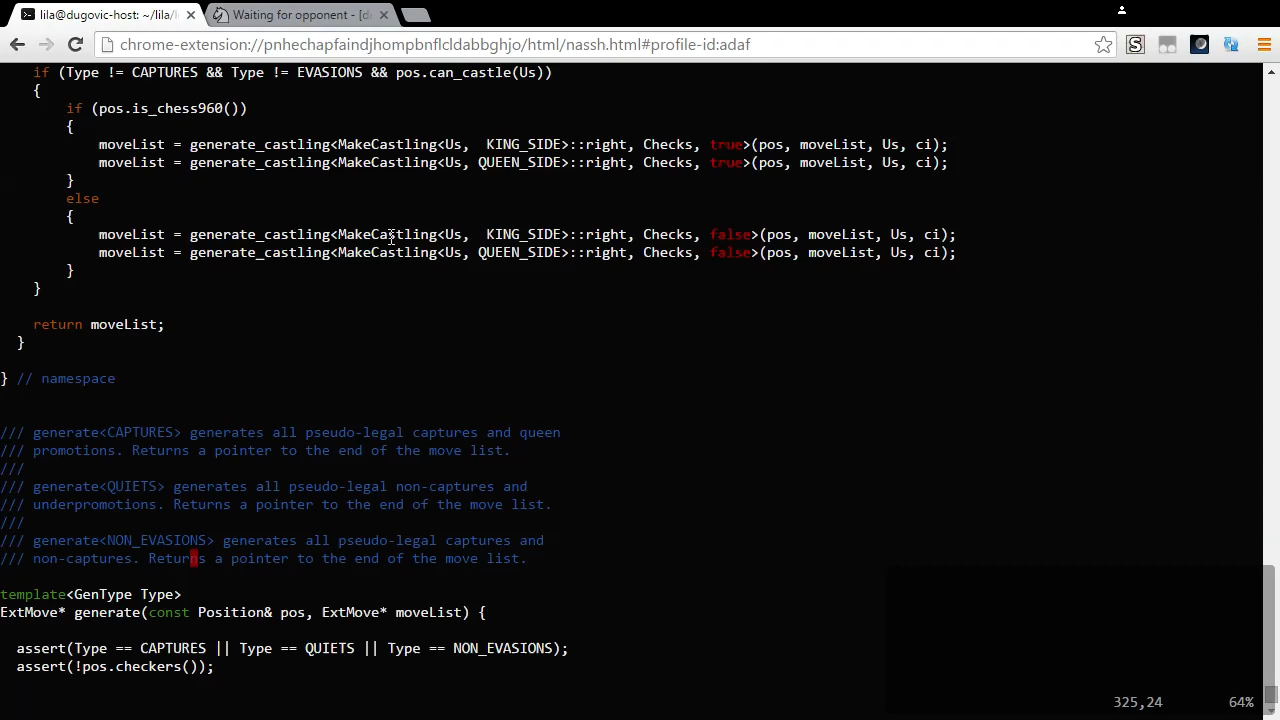 lila@dugovic-host: ~/lila/l
Waiting for opponent - [d
chrome-extension://pnhechapfaindjhompbnflcldabbghjo/html/nassh.html#profile-id:adaf
if (Type != CAPTURES && Type != EVASIONS && pos.can_castle(Us))
{
if (pos.is_chess960())
{
moveList = generate_castling<MakeCastling<Us,  KING_SIDE>::right, Checks, true>(pos, moveList, Us, ci);
moveList = generate_castling<MakeCastling<Us, QUEEN_SIDE>::right, Checks, true>(pos, moveList, Us, ci);
}
else
{
moveList = generate_castling<MakeCastling<Us,  KING_SIDE>::right, Checks, false>(pos, moveList, Us, ci);
moveList = generate_castling<MakeCastling<Us, QUEEN_SIDE>::right, Checks, false>(pos, moveList, Us, ci);
}
}
return moveList;
}
} // namespace
/// generate<CAPTURES> generates all pseudo-legal captures and queen
/// promotions. Returns a pointer to the end of the move list.
///
/// generate<QUIETS> generates all pseudo-legal non-captures and
/// underpromotions. Returns a pointer to the end of the move list.
///
/// generate<NON_EVASIONS> generates all pseudo-legal captures and
/// non-captures. Returns a pointer to the end of the move list.
template<GenType Type>
ExtMove* generate(const Position& pos, ExtMove* moveList) {
assert(Type == CAPTURES || Type == QUIETS || Type == NON_EVASIONS);
assert(!pos.checkers());
325,24 64%